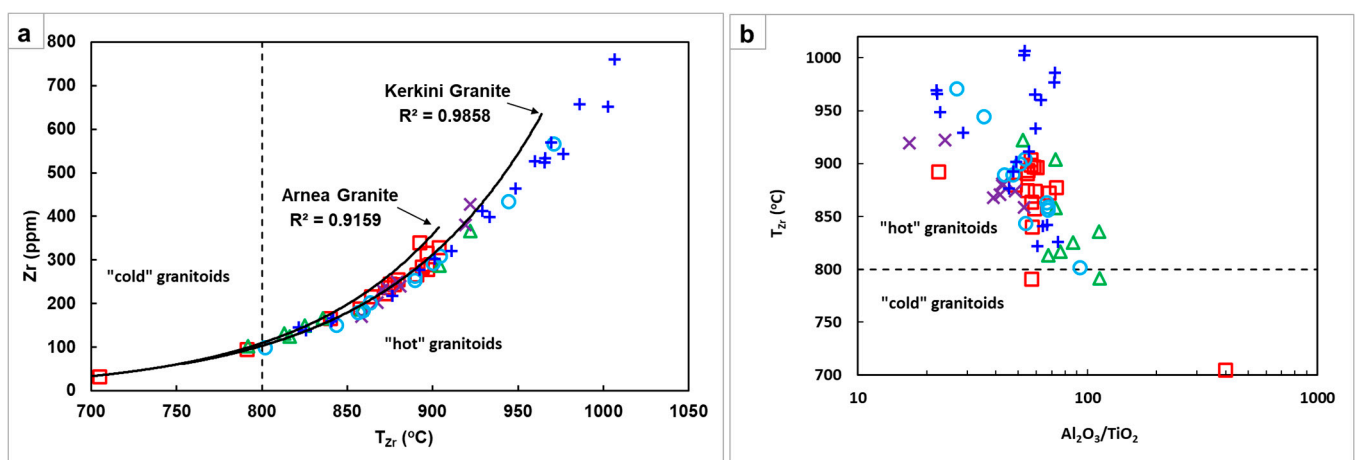 a
Zr (ppm)
800
700
600
500
400
300
200
100
0
Kerkini Granite
R² = 0.9858
Arnea Granite
R² = 0.9159
"cold" granitoids
"hot" granitoids
700 750 800 850 900 950 1000 1050
T_Zr (°C)
b
T_Zr (°C)
1000
950
900
850
800
750
700
"hot" granitoids
"cold" granitoids
10 100 1000
Al₂O₃/TiO₂